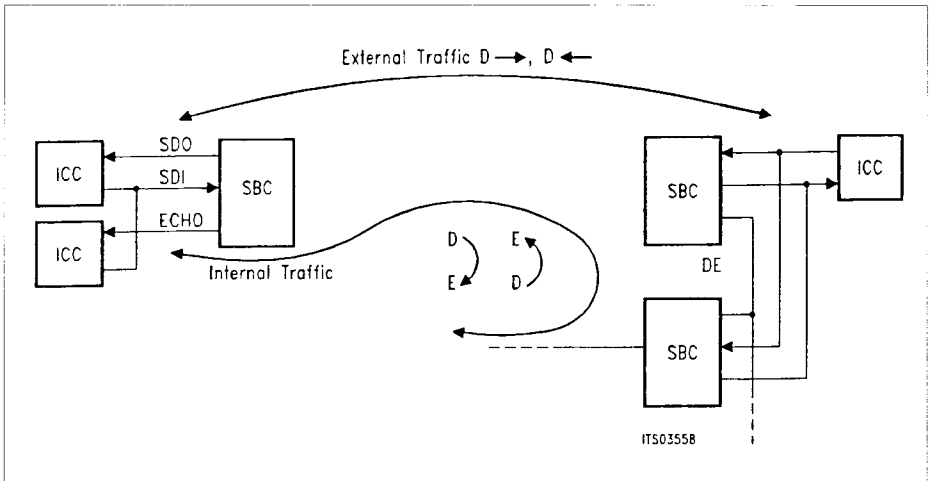 External Traffic D →, D ←
SDO
ICC
SDI
SBC
ECHO
ICC
Internal Traffic
D E
E D
SBC
ICC
DE
SBC
ITS03558